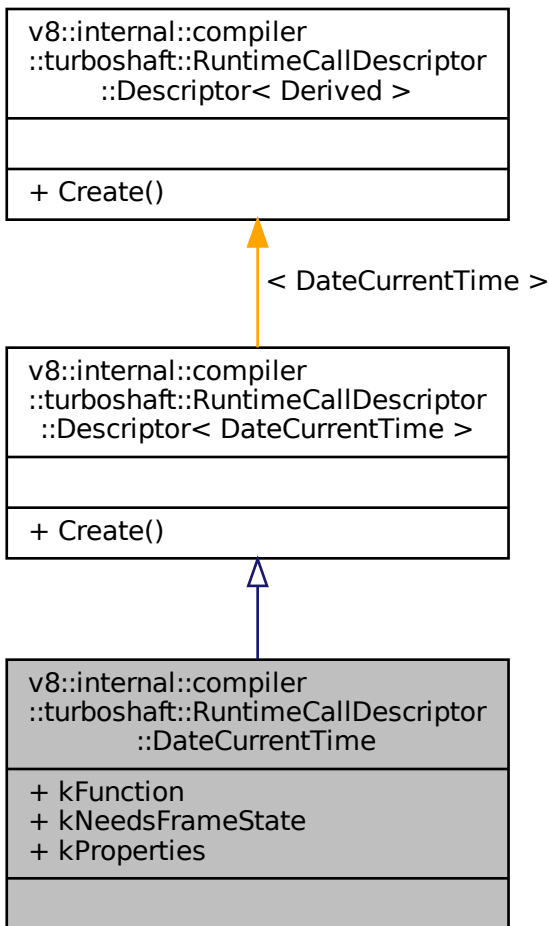 v8::internal::compiler
::turboshaft::RuntimeCallDescriptor
::Descriptor< Derived >
+ Create()
< DateCurrentTime >
v8::internal::compiler
::turboshaft::RuntimeCallDescriptor
::Descriptor< DateCurrentTime >
+ Create()
v8::internal::compiler
::turboshaft::RuntimeCallDescriptor
::DateCurrentTime
+ kFunction
+ kNeedsFrameState
+ kProperties